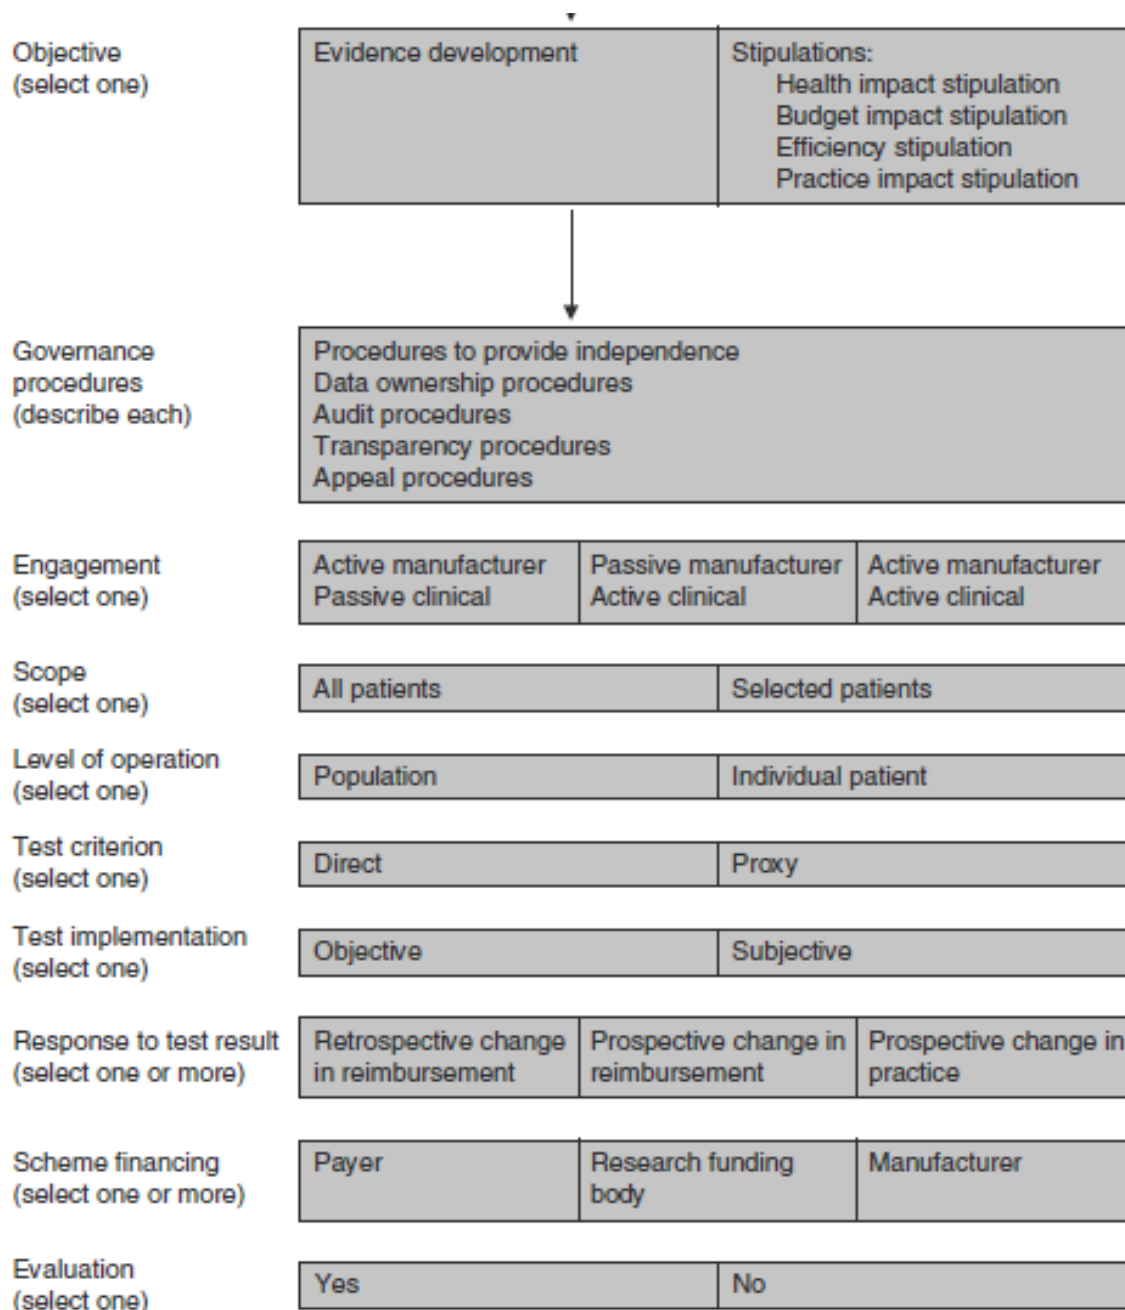 Objective
(select one)
Evidence development
Stipulations:
Health impact stipulation
Budget impact stipulation
Efficiency stipulation
Practice impact stipulation
Governance
procedures
(describe each)
Procedures to provide independence
Data ownership procedures
Audit procedures
Transparency procedures
Appeal procedures
Engagement
(select one)
Active manufacturer
Passive clinical
Passive manufacturer
Active clinical
Active manufacturer
Active clinical
Scope
(select one)
All patients
Selected patients
Level of operation
(select one)
Population
Individual patient
Test criterion
(select one)
Direct
Proxy
Test implementation
(select one)
Objective
Subjective
Response to test result
(select one or more)
Retrospective change
in reimbursement
Prospective change in
reimbursement
Prospective change in
practice
Scheme financing
(select one or more)
Payer
Research funding
body
Manufacturer
Evaluation
(select one)
Yes
No